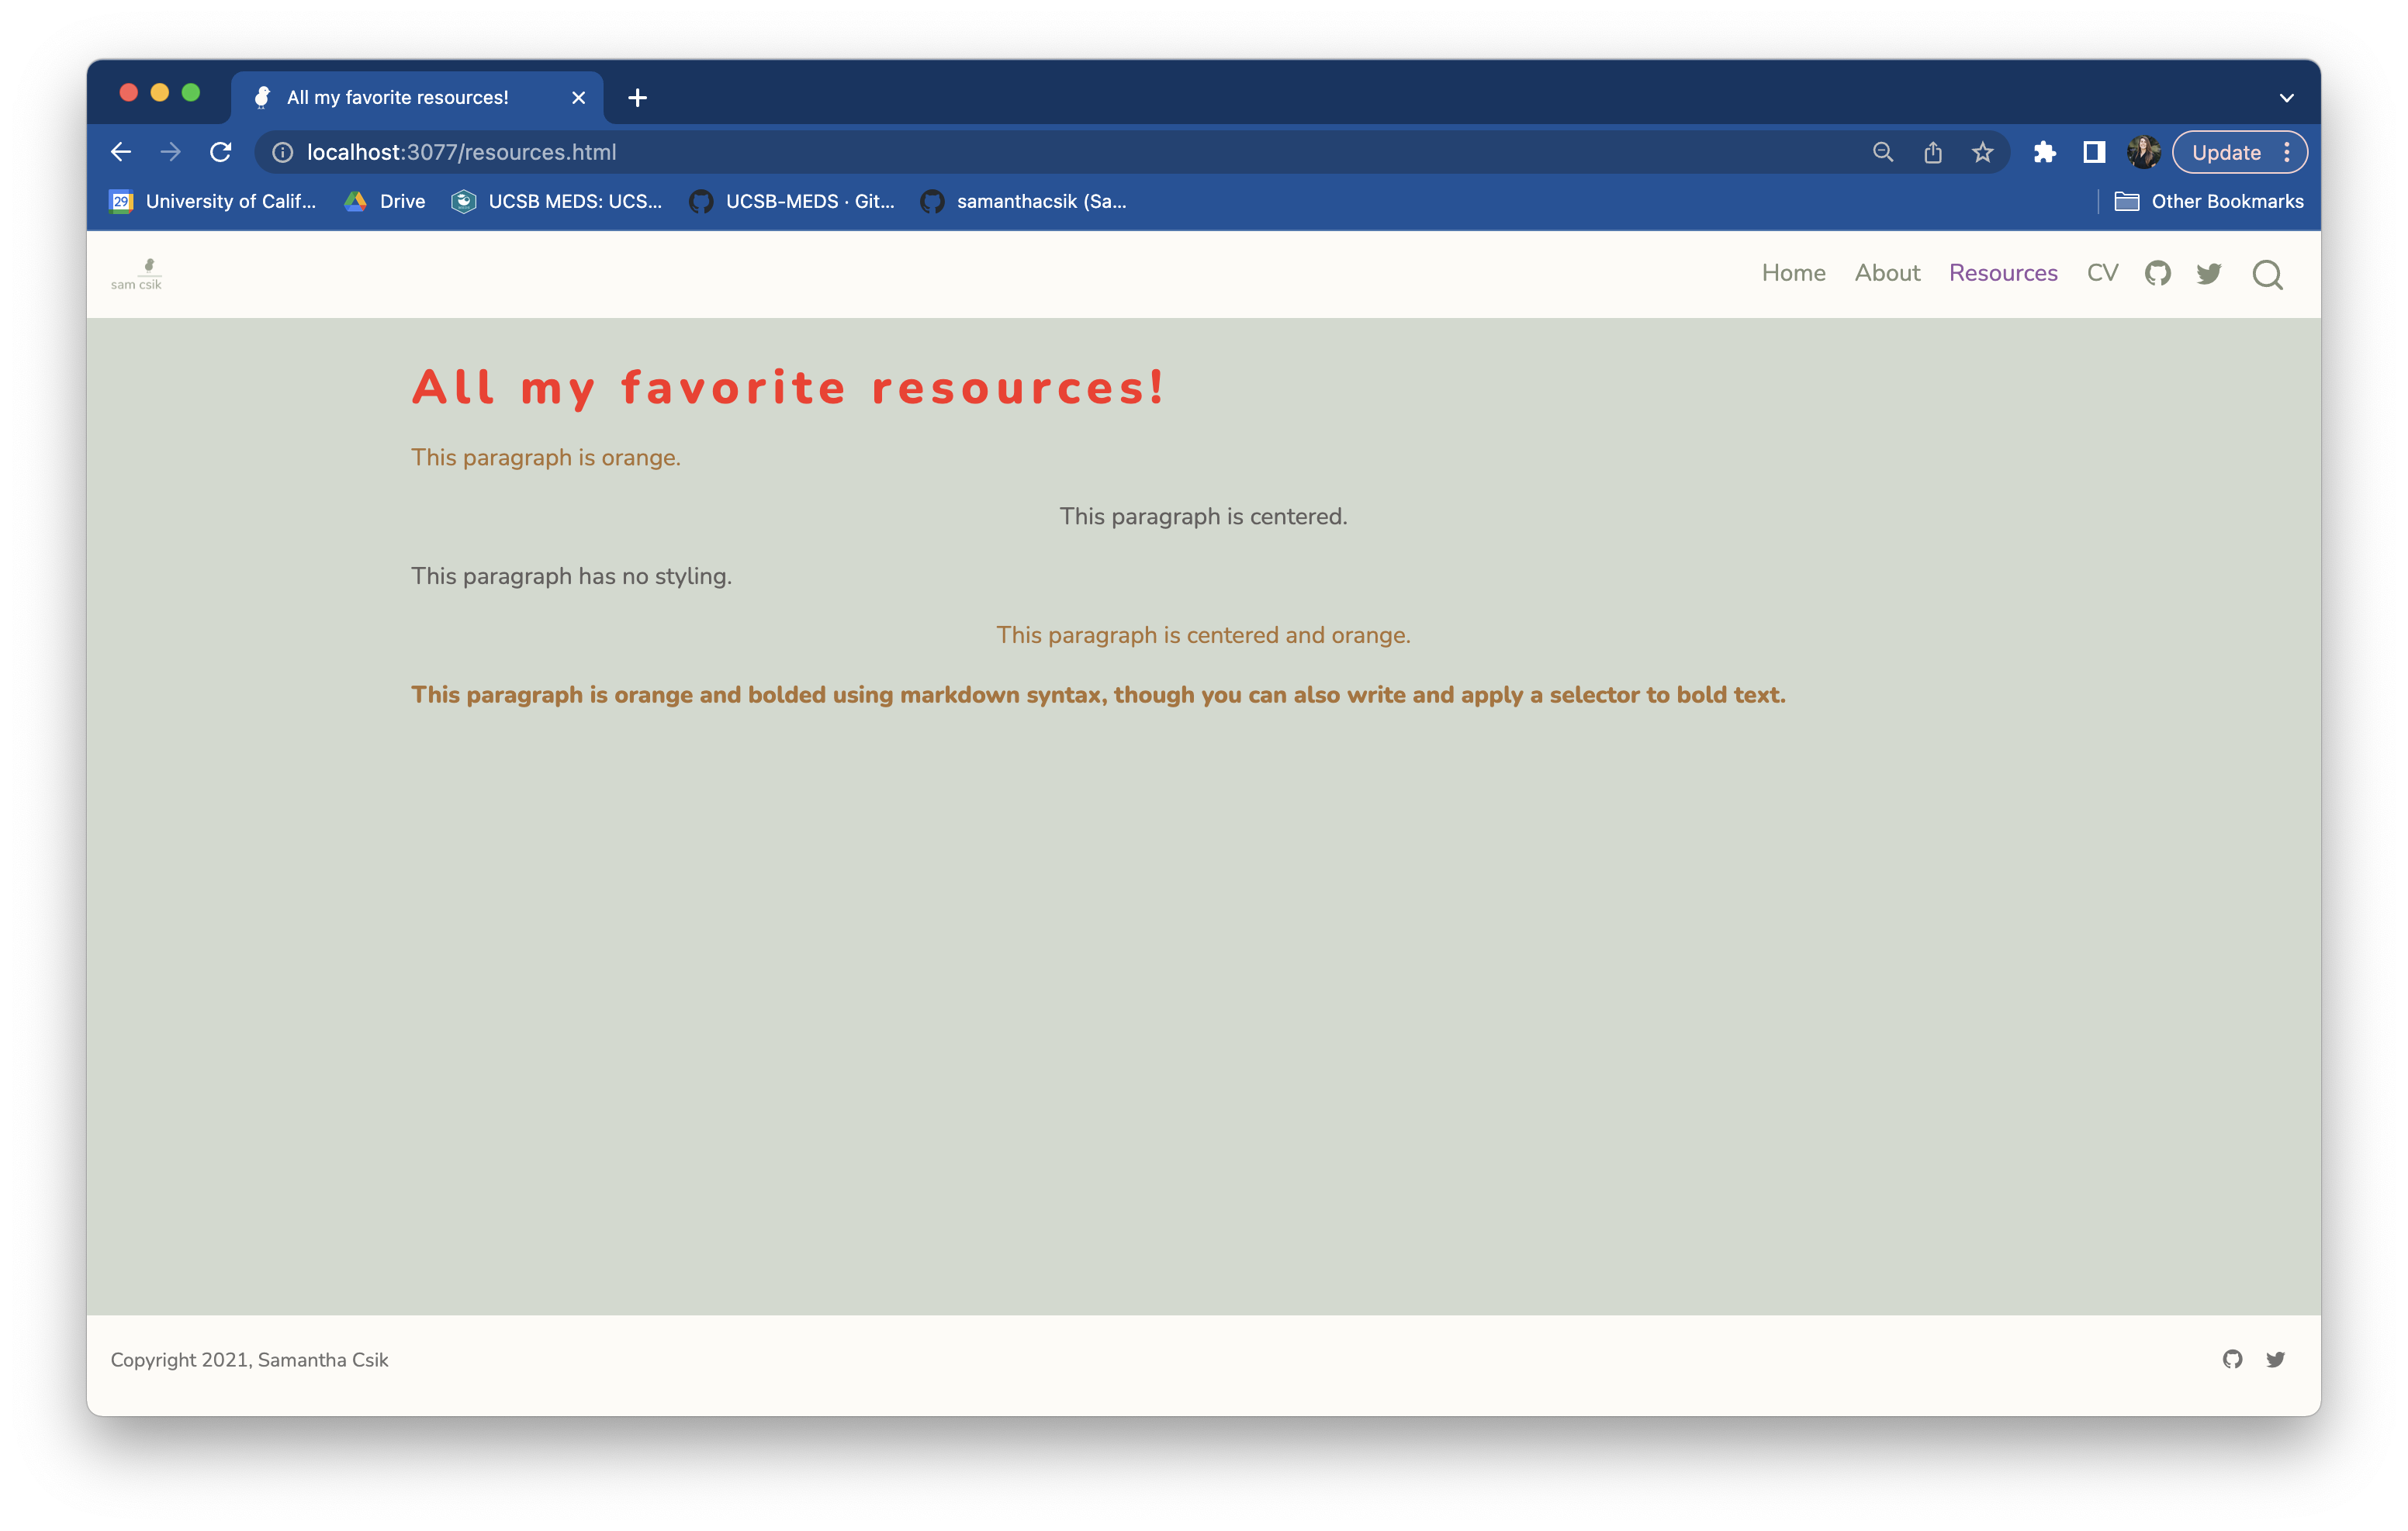 All my favorite resources!
localhost:3077/resources.html
Update
29 University of Calif...
Drive
UCSB MEDS: UCS...
UCSB-MEDS · Git...
samanthacsik (Sa...
Other Bookmarks
sam csik
Home About Resources CV
All my favorite resources!
This paragraph is orange.
This paragraph is centered.
This paragraph has no styling.
This paragraph is centered and orange.
This paragraph is orange and bolded using markdown syntax, though you can also write and apply a selector to bold text.
Copyright 2021, Samantha Csik